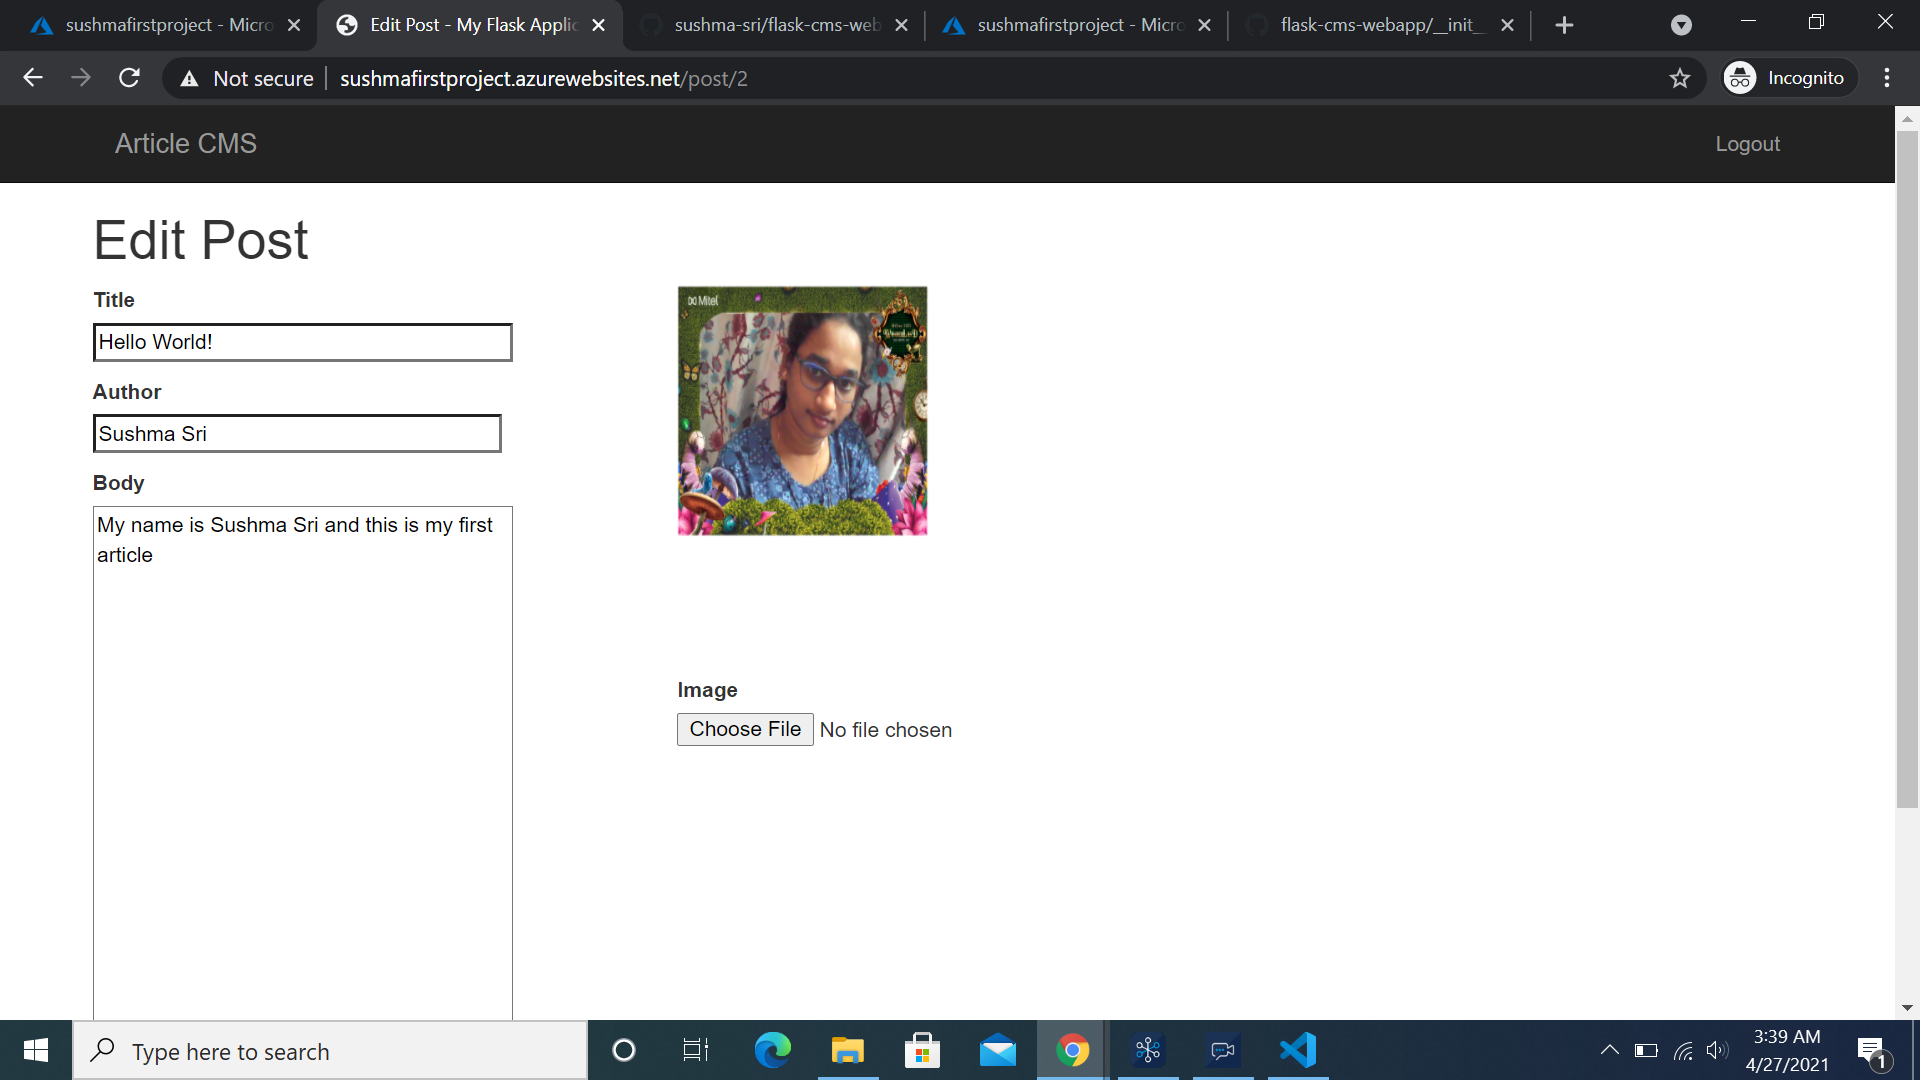 sushmafirstproject - Micro
Edit Post - My Flask Applic
sushma-sri/flask-cms-web
sushmafirstproject - Micro
flask-cms-webapp/__init__
Not secure
sushmafirstproject.azurewebsites.net/post/2
Incognito
Article CMS
Logout
Edit Post
Title
Hello World!
Author
Sushma Sri
Body
My name is Sushma Sri and this is my first
article
Mitel
Image
Choose File No file chosen
Type here to search
3:39 AM
4/27/2021
1